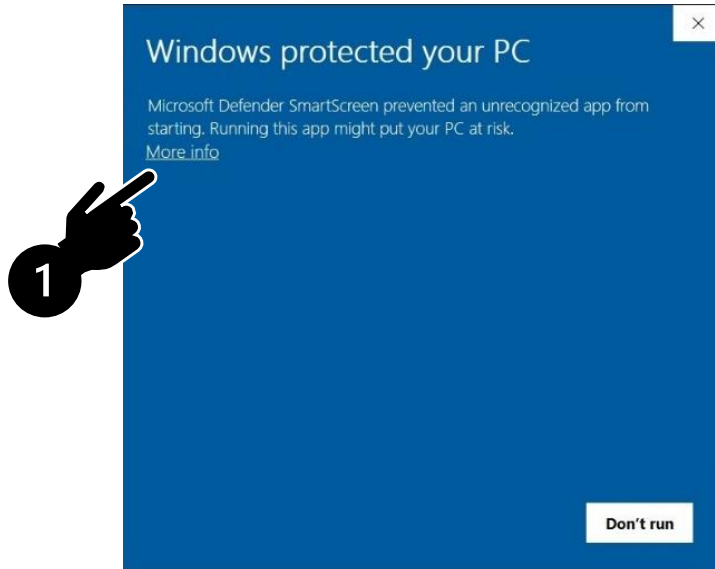 Windows protected your PC
Microsoft Defender SmartScreen prevented an unrecognized app from
starting. Running this app might put your PC at risk.
More info
1
Don't run